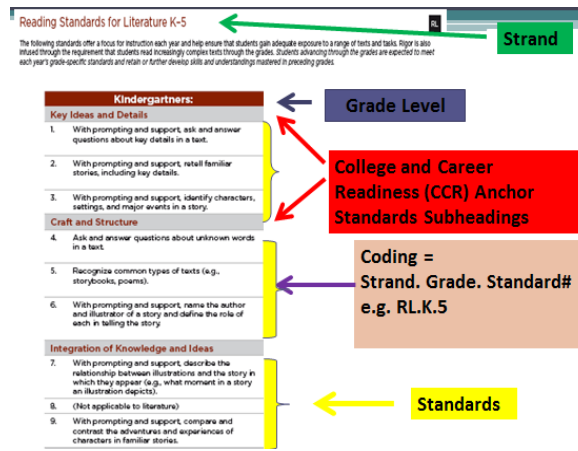 Reading Standards for Literature K-5
RL
Strand
The following standards offer a focus for instruction each year and help ensure that students gain adequate exposure to a range of texts and tasks. Rigor is also
infused through the requirement that students read increasingly complex texts through the grades. Students advancing through the grades are expected to meet
each year's grade-specific standards and retain or further develop skills and understandings mastered in preceding grades.
Kindergartners:
Grade Level
Key Ideas and Details
1. With prompting and support, ask and answer
questions about key details in a text.
2. With prompting and support, retell familiar
stories, including key details.
3. With prompting and support, identify characters,
settings, and major events in a story.
College and Career
Readiness (CCR) Anchor
Standards Subheadings
Craft and Structure
4. Ask and answer questions about unknown words
in a text.
5. Recognize common types of texts (e.g.,
storybooks, poems).
6. With prompting and support, name the author
and illustrator of a story and define the role of
each in telling the story.
Coding =
Strand. Grade. Standard#
e.g. RL.K.5
Integration of Knowledge and Ideas
7. With prompting and support, describe the
relationship between illustrations and the story in
which they appear (e.g., what moment in a story
an illustration depicts).
8. (Not applicable to literature)
9. With prompting and support, compare and
contrast the adventures and experiences of
characters in familiar stories.
Standards